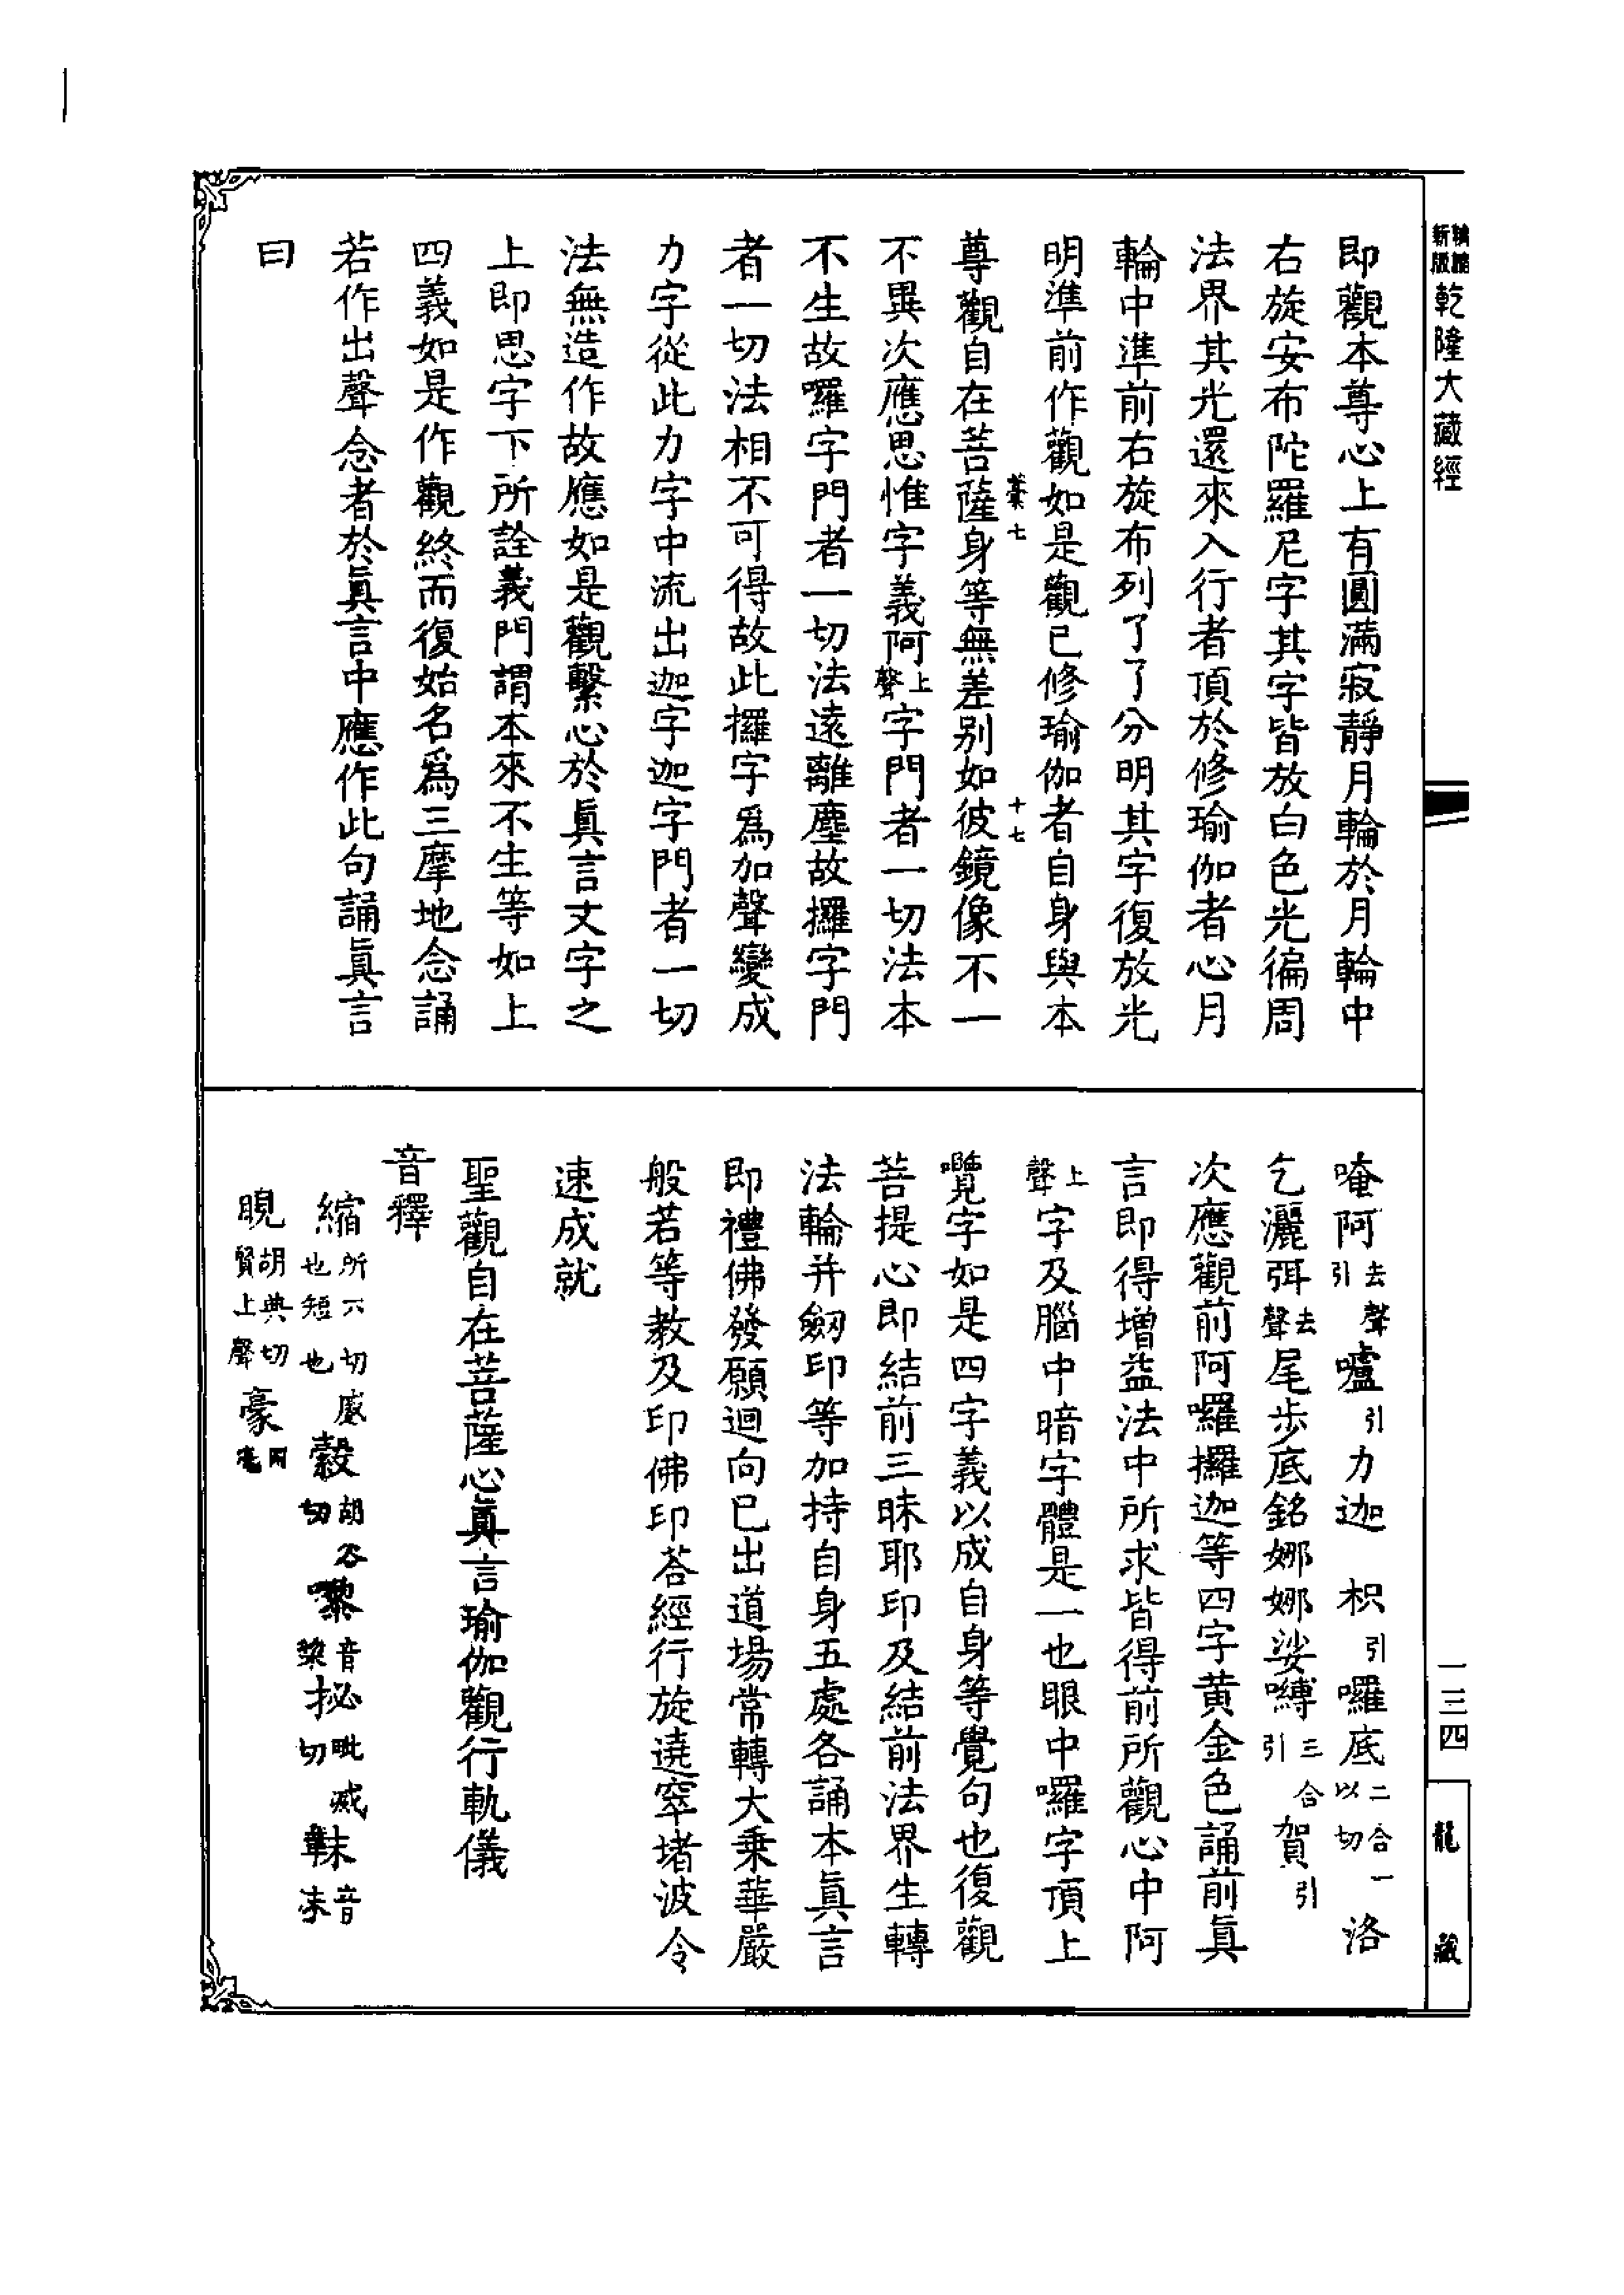 乾隆大藏經
即觀本尊心上有圓滿寂靜月輪於月輪中
右旋安布陀羅尼字其字皆放白色光徧周
法界其光還來入行者頂於修瑜伽者心月
輪中準前右旋布列了了分明其字復放光
明準前作觀如是觀已修瑜伽者自身與本
七 十七
尊觀自在菩薩身等無差别如彼鏡像不一
不異次應思惟字義阿上聲字門者一切法本
不生故囉字門者一切法遠離塵故攞字門
者一切法相不可得故此攞字爲加聲變成
力字從此力字中流出迦字迦字門者一切
法無造作故應如是觀繫心於眞言文字之
上即思字下所詮義門謂本來不生等如上
四義如是作觀終而復始名爲三摩地念誦
若作出聲念者於眞言中應作此句誦眞言
曰
唵阿去聲引嚧引力迦枳引囉底二合一以切洛
乞灑弭去聲尾步底銘娜娜娑嚩三合引賀引
次應觀前阿囉攞迦等四字黄金色誦前眞
言即得增益法中所求皆得前所觀心中阿
上聲字及腦中暗字體是一也眼中囉字頂上
囕字如是四字義以成自身等覺句也復觀
菩提心即結前三昧耶印及結前法界生轉
法輪并劒印等加持自身五處各誦本眞言
即禮佛發願迴向已出道場常轉大乘華嚴
般若等教及印佛印荅經行旋遶窣堵波令
速成就
聖觀自在菩薩心眞言瑜伽觀行軌儀
音釋
縮所六切蹙也短也縠胡谷切㗚音栗挘毗滅切靺音末
晛胡典切賢上聲
一三四
龍藏